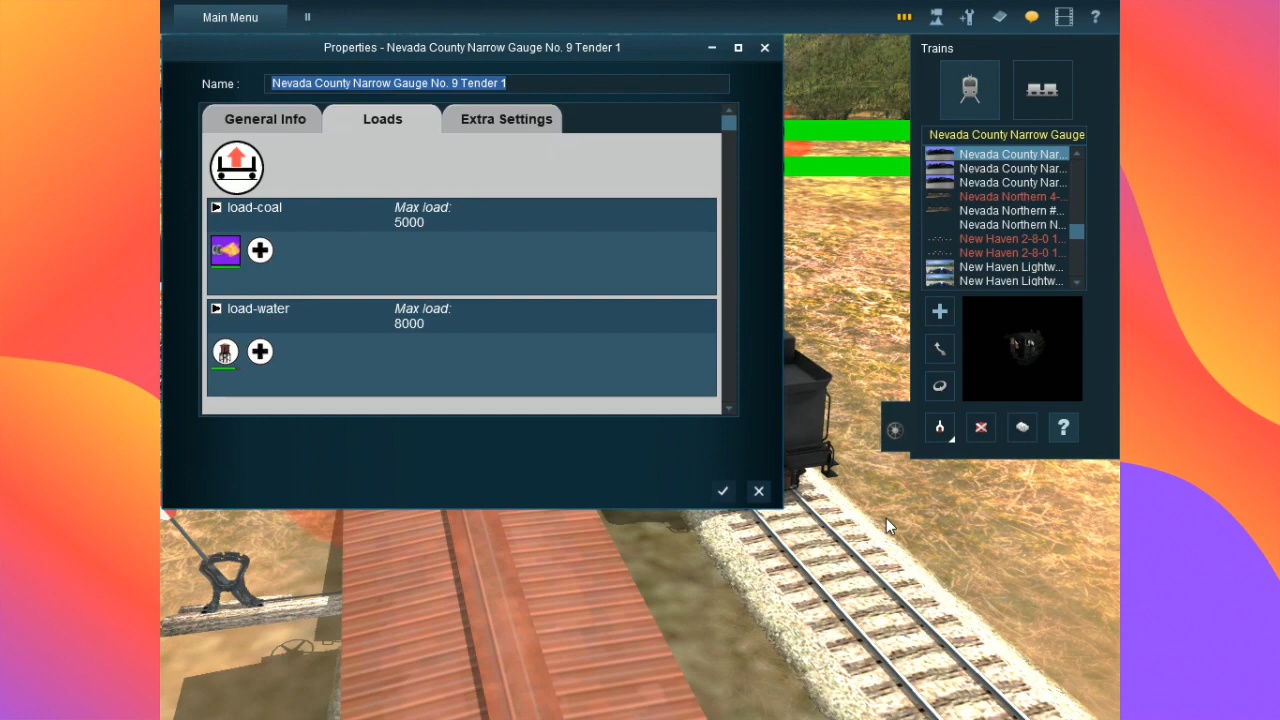 Main Menu
Properties - Nevada County Narrow Gauge No. 9 Tender 1
Name :
Nevada County Narrow Gauge No. 9 Tender 1
General Info
Loads
Extra Settings
load-coal
Max load:
5000
load-water
Max load:
8000
?
Trains
Nevada County Narrow Gauge
Nevada County Nar...
Nevada County Nar...
Nevada County Nar...
Nevada Northern 4-...
Nevada Northern #...
Nevada Northern N...
New Haven 2-8-0 1...
New Haven 2-8-0 1...
New Haven Lightw...
New Haven Lightw...
?